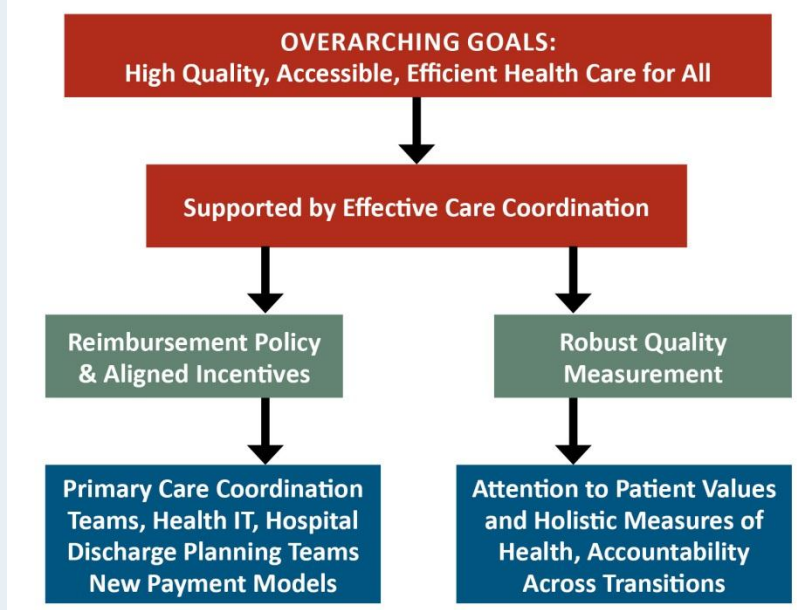 OVERARCHING GOALS:
High Quality, Accessible, Efficient Health Care for All
Supported by Effective Care Coordination
Reimbursement Policy
& Aligned Incentives
Robust Quality
Measurement
Primary Care Coordination
Teams, Health IT, Hospital
Discharge Planning Teams
New Payment Models
Attention to Patient Values
and Holistic Measures of
Health, Accountability
Across Transitions